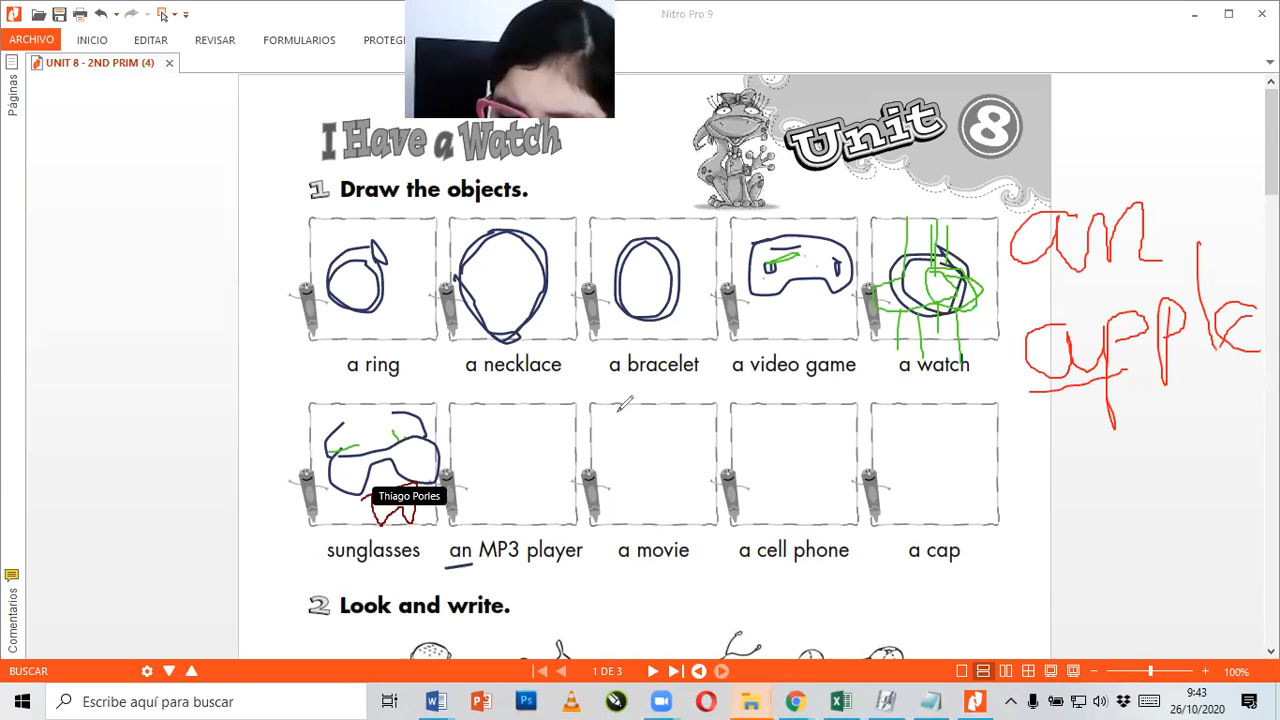 Nitro Pro 9
ARCHIVO INICIO EDITAR REVISAR FORMULARIOS
UNIT 8 - 2ND PRIM (4)
Páginas
I Have a Watch
Unit 8
1 Draw the objects.
an
apple
a ring a necklace a bracelet a video game a watch
Thiago Porles
sunglasses an MP3 player a movie a cell phone a cap
2 Look and write.
Comentarios
BUSCAR 1 DE 3 100%
Escribe aquí para buscar
9:43
26/10/2020